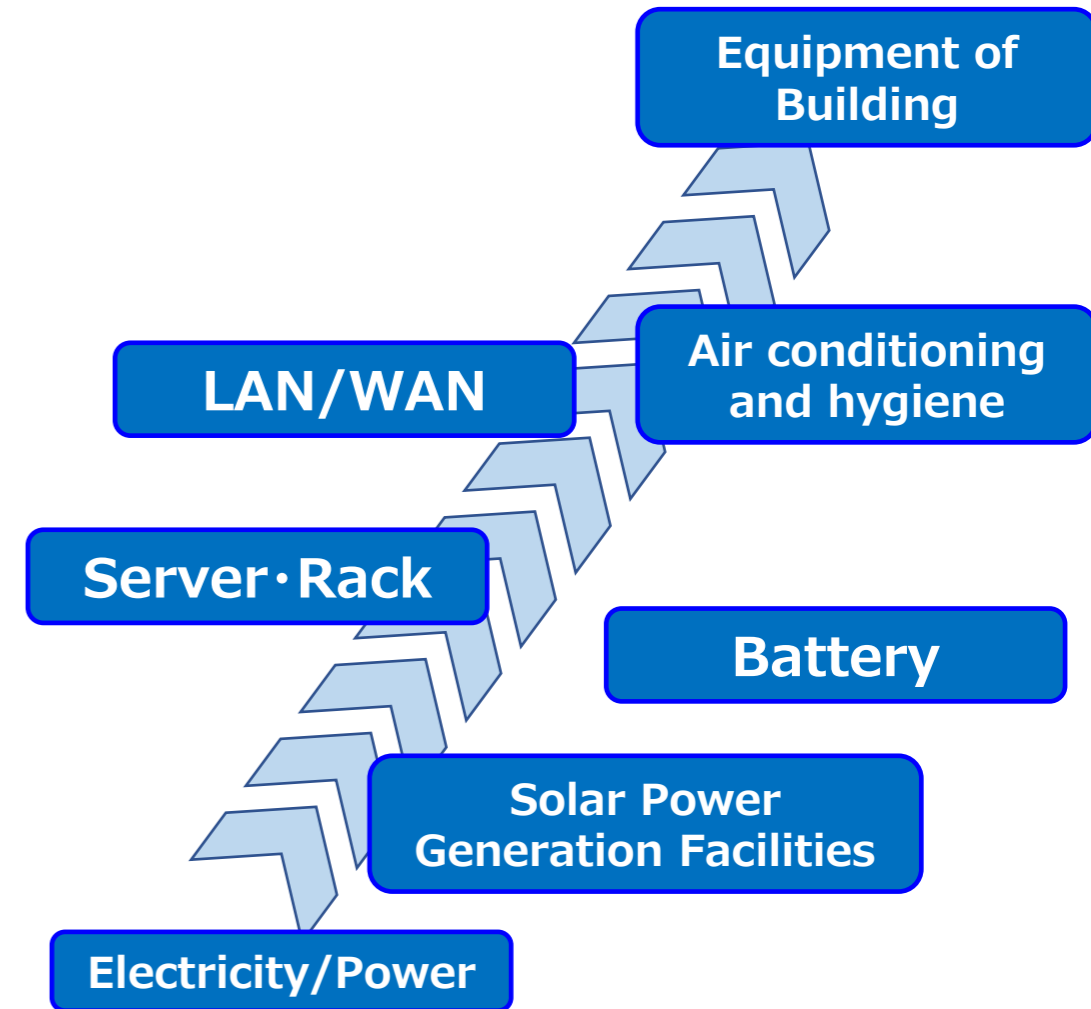 Equipment of
Building
Air conditioning
and hygiene
LAN/WAN
Server・Rack
Battery
Solar Power
Generation Facilities
Electricity/Power